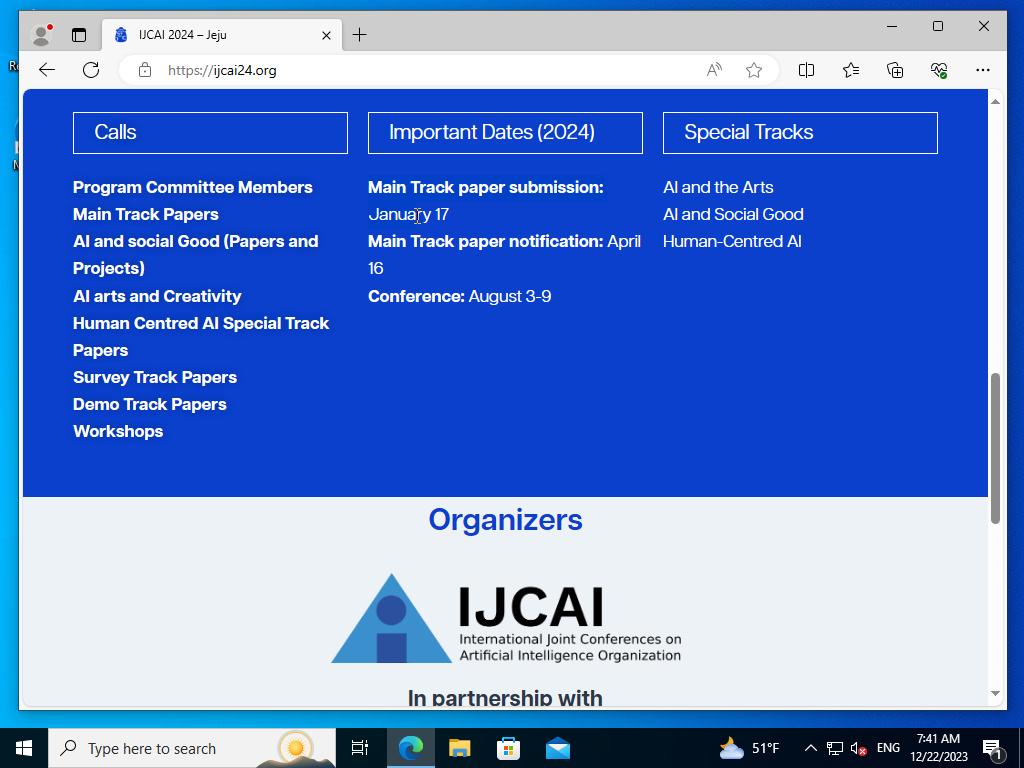 IJCAI 2024 – Jeju
https://ijcai24.org
Calls
Program Committee Members
Main Track Papers
AI and social Good (Papers and
Projects)
AI arts and Creativity
Human Centred AI Special Track
Papers
Survey Track Papers
Demo Track Papers
Workshops
Important Dates (2024)
Main Track paper submission:
January 17
Main Track paper notification: April
16
Conference: August 3-9
Special Tracks
AI and the Arts
AI and Social Good
Human-Centred AI
Organizers
IJCAI
International Joint Conferences on
Artificial Intelligence Organization
In partnership with
Type here to search
51°F
ENG
7:41 AM
12/22/2023
1